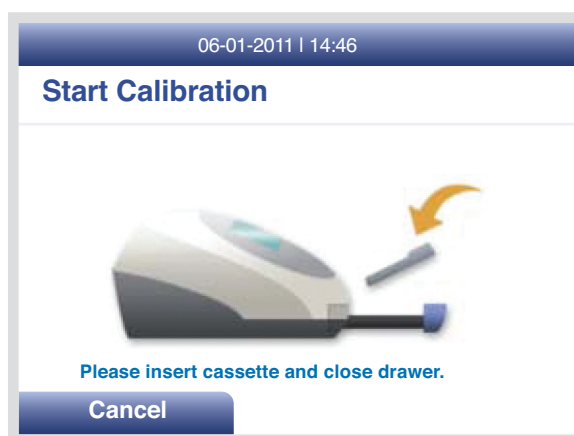 06-01-2011 | 14:46
Start Calibration
Please insert cassette and close drawer.
Cancel